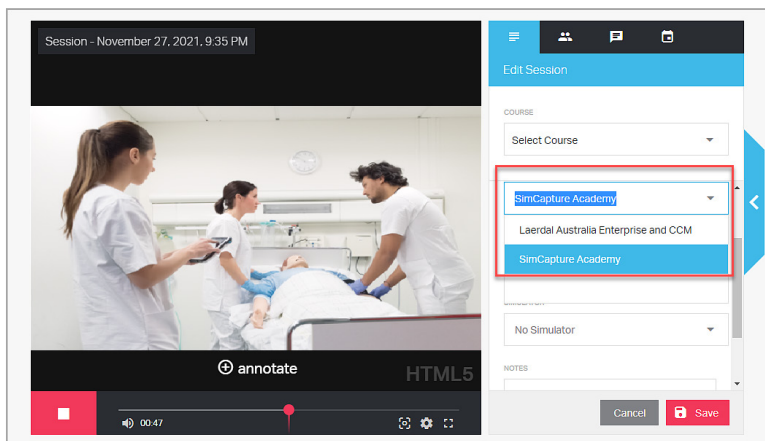 Session - November 27, 2021, 9:35 PM
annotate
HTML5
00:47
Edit Session
COURSE
Select Course
SimCapture Academy
Laerdal Australia Enterprise and CCM
SimCapture Academy
No Simulator
NOTES
Cancel
Save